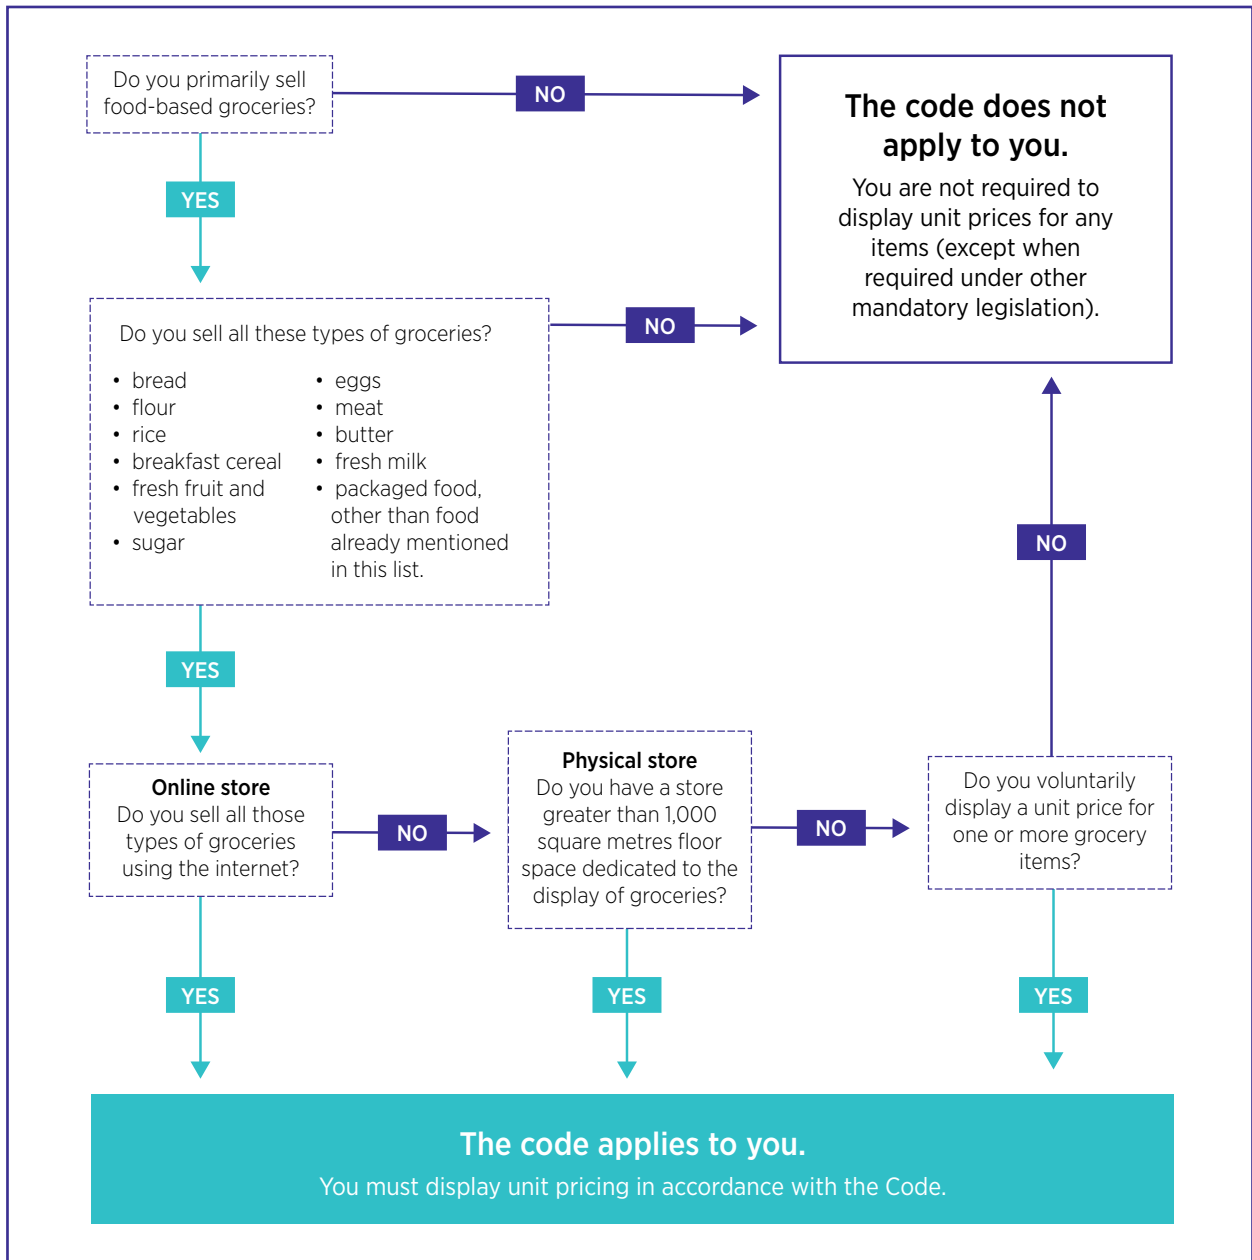 Do you primarily sell
food-based groceries?
NO
The code does not
apply to you.
You are not required to
display unit prices for any
items (except when
required under other
mandatory legislation).
YES
Do you sell all these types of groceries?
• bread
• flour
• rice
• breakfast cereal
• fresh fruit and
vegetables
• sugar
• eggs
• meat
• butter
• fresh milk
• packaged food,
other than food
already mentioned
in this list.
NO
NO
YES
Online store
Do you sell all those
types of groceries
using the internet?
NO
Physical store
Do you have a store
greater than 1,000
square metres floor
space dedicated to the
display of groceries?
NO
Do you voluntarily
display a unit price for
one or more grocery
items?
YES
YES
YES
The code applies to you.
You must display unit pricing in accordance with the Code.